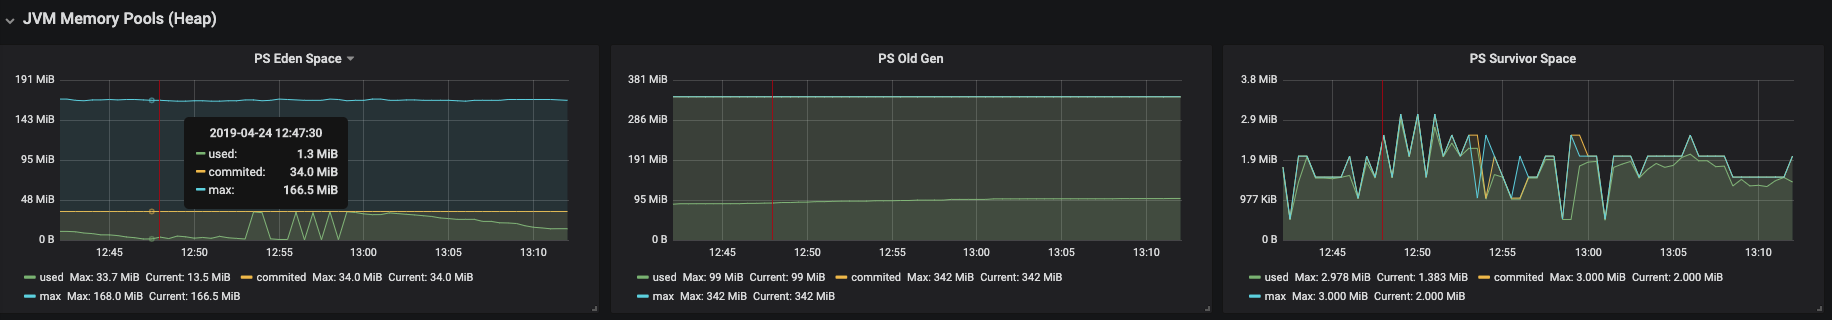 JVM Memory Pools (Heap)
PS Eden Space
191 MiB
143 MiB
95 MiB
48 MiB
0 B
12:45 12:50 12:55 13:00 13:05 13:10
2019-04-24 12:47:30
used: 1.3 MiB
commited: 34.0 MiB
max: 166.5 MiB
used Max: 33.7 MiB Current: 13.5 MiB commited Max: 34.0 MiB Current: 34.0 MiB
max Max: 168.0 MiB Current: 166.5 MiB
PS Old Gen
381 MiB
286 MiB
191 MiB
95 MiB
0 B
12:45 12:50 12:55 13:00 13:05 13:10
used Max: 99 MiB Current: 99 MiB commited Max: 342 MiB Current: 342 MiB
max Max: 342 MiB Current: 342 MiB
PS Survivor Space
3.8 MiB
2.9 MiB
1.9 MiB
977 KiB
0 B
12:45 12:50 12:55 13:00 13:05 13:10
used Max: 2.978 MiB Current: 1.383 MiB commited Max: 3.000 MiB Current: 2.000 MiB
max Max: 3.000 MiB Current: 2.000 MiB